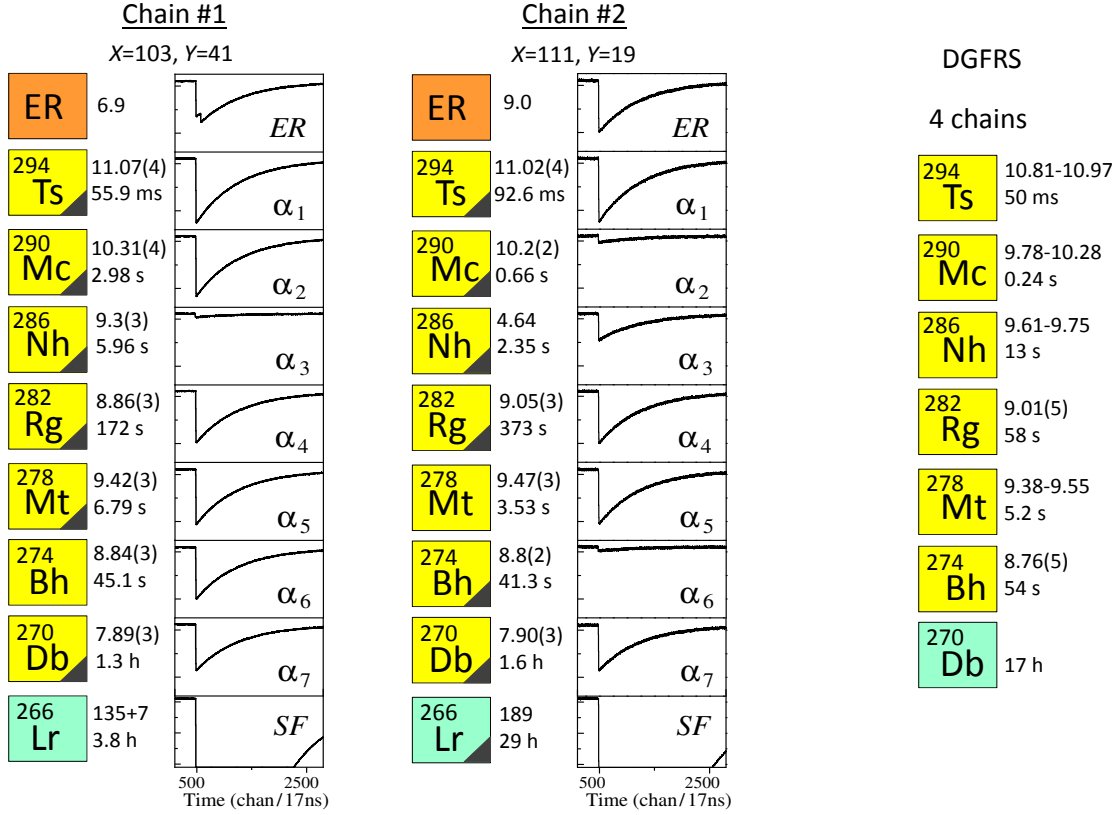 Chain #1
X=103, Y=41
ER
6.9
ER
294
Ts
11.07(4)
55.9 ms
α1
290
Mc
10.31(4)
2.98 s
α2
286
Nh
9.3(3)
5.96 s
α3
282
Rg
8.86(3)
172 s
α4
278
Mt
9.42(3)
6.79 s
α5
274
Bh
8.84(3)
45.1 s
α6
270
Db
7.89(3)
1.3 h
α7
266
Lr
135+7
3.8 h
SF
500 2500
Time (chan/17ns)
Chain #2
X=111, Y=19
ER
9.0
ER
294
Ts
11.02(4)
92.6 ms
α1
290
Mc
10.2(2)
0.66 s
α2
286
Nh
4.64
2.35 s
α3
282
Rg
9.05(3)
373 s
α4
278
Mt
9.47(3)
3.53 s
α5
274
Bh
8.8(2)
41.3 s
α6
270
Db
7.90(3)
1.6 h
α7
266
Lr
189
29 h
SF
500 2500
Time (chan/17ns)
DGFRS
4 chains
294
Ts
10.81-10.97
50 ms
290
Mc
9.78-10.28
0.24 s
286
Nh
9.61-9.75
13 s
282
Rg
9.01(5)
58 s
278
Mt
9.38-9.55
5.2 s
274
Bh
8.76(5)
54 s
270
Db
17 h